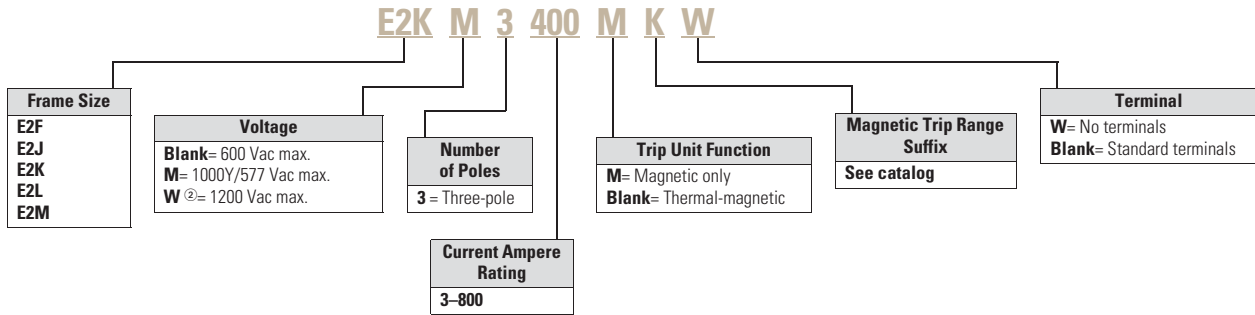 E2K M 3 400 M K W
Frame Size
E2F
E2J
E2K
E2L
E2M
Voltage
Blank= 600 Vac max.
M= 1000Y/577 Vac max.
W ②= 1200 Vac max.
Number
of Poles
3 = Three-pole
Current Ampere
Rating
3–800
Trip Unit Function
M= Magnetic only
Blank= Thermal-magnetic
Magnetic Trip Range
Suffix
See catalog
Terminal
W= No terminals
Blank= Standard terminals